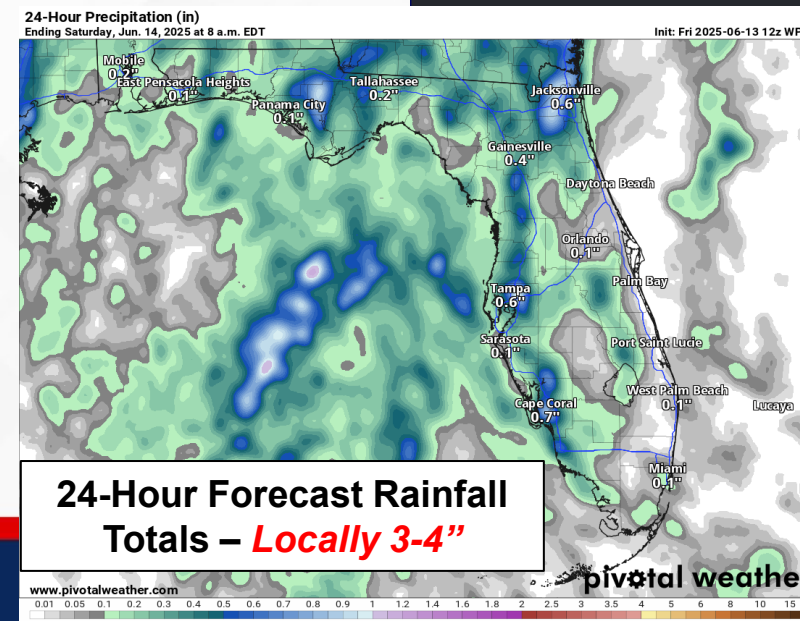 24-Hour Precipitation (in)
Ending Saturday, Jun. 14, 2025 at 8 a.m. EDT
Init: Fri 2025-06-13 12z WP
Mobile
0.2"
East Pensacola Heights
0.1"
Panama City
0.1"
Tallahassee
0.2"
Jacksonville
0.6"
Gainesville
0.4"
Daytona Beach
Orlando
0.1"
Tampa
0.6"
Palm Bay
Sarasota
0.1"
Port Saint Lucie
West Palm Beach
0.1"
Cape Coral
0.7"
Lucaya
Miami
0.1"
24-Hour Forecast Rainfall
Totals – Locally 3-4”
www.pivotalweather.com
pivotal weathe
0.01 0.05 0.1 0.2 0.3 0.4 0.5 0.6 0.7 0.8 0.9 1 1.2 1.4 1.6 1.8 2 2.5 3 3.5 4 5 6 8 10 15